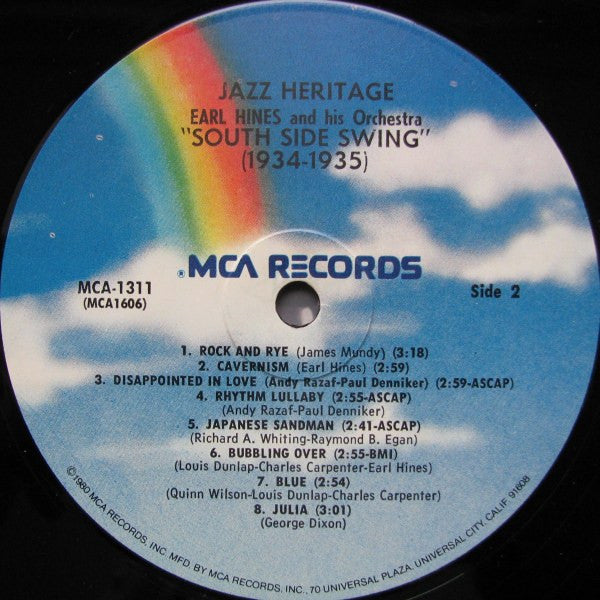 JAZZ HERITAGE
EARL HINES and his Orchestra
"SOUTH SIDE SWING"
(1934-1935)
®MCA RECORDS
MCA-1311
(MCA1606)
Side 2
1. ROCK AND RYE (James Mundy) (3:18)
2. CAVERNISM (Earl Hines) (2:59)
3. DISAPPOINTED IN LOVE (Andy Razaf-Paul Denniker) (2:59-ASCAP)
4. RHYTHM LULLABY (2:55-ASCAP)
(Andy Razaf-Paul Denniker)
5. JAPANESE SANDMAN (2:41-ASCAP)
(Richard A. Whiting-Raymond B. Egan)
6. BUBBLING OVER (2:55-BMI)
(Louis Dunlap-Charles Carpenter-Earl Hines)
7. BLUE (2:54)
(Quinn Wilson-Louis Dunlap-Charles Carpenter)
8. JULIA (3:01)
(George Dixon)
©1980 MCA RECORDS, INC. MFD. BY MCA RECORDS, INC., 70 UNIVERSAL PLAZA, UNIVERSAL CITY, CALIF. 91608